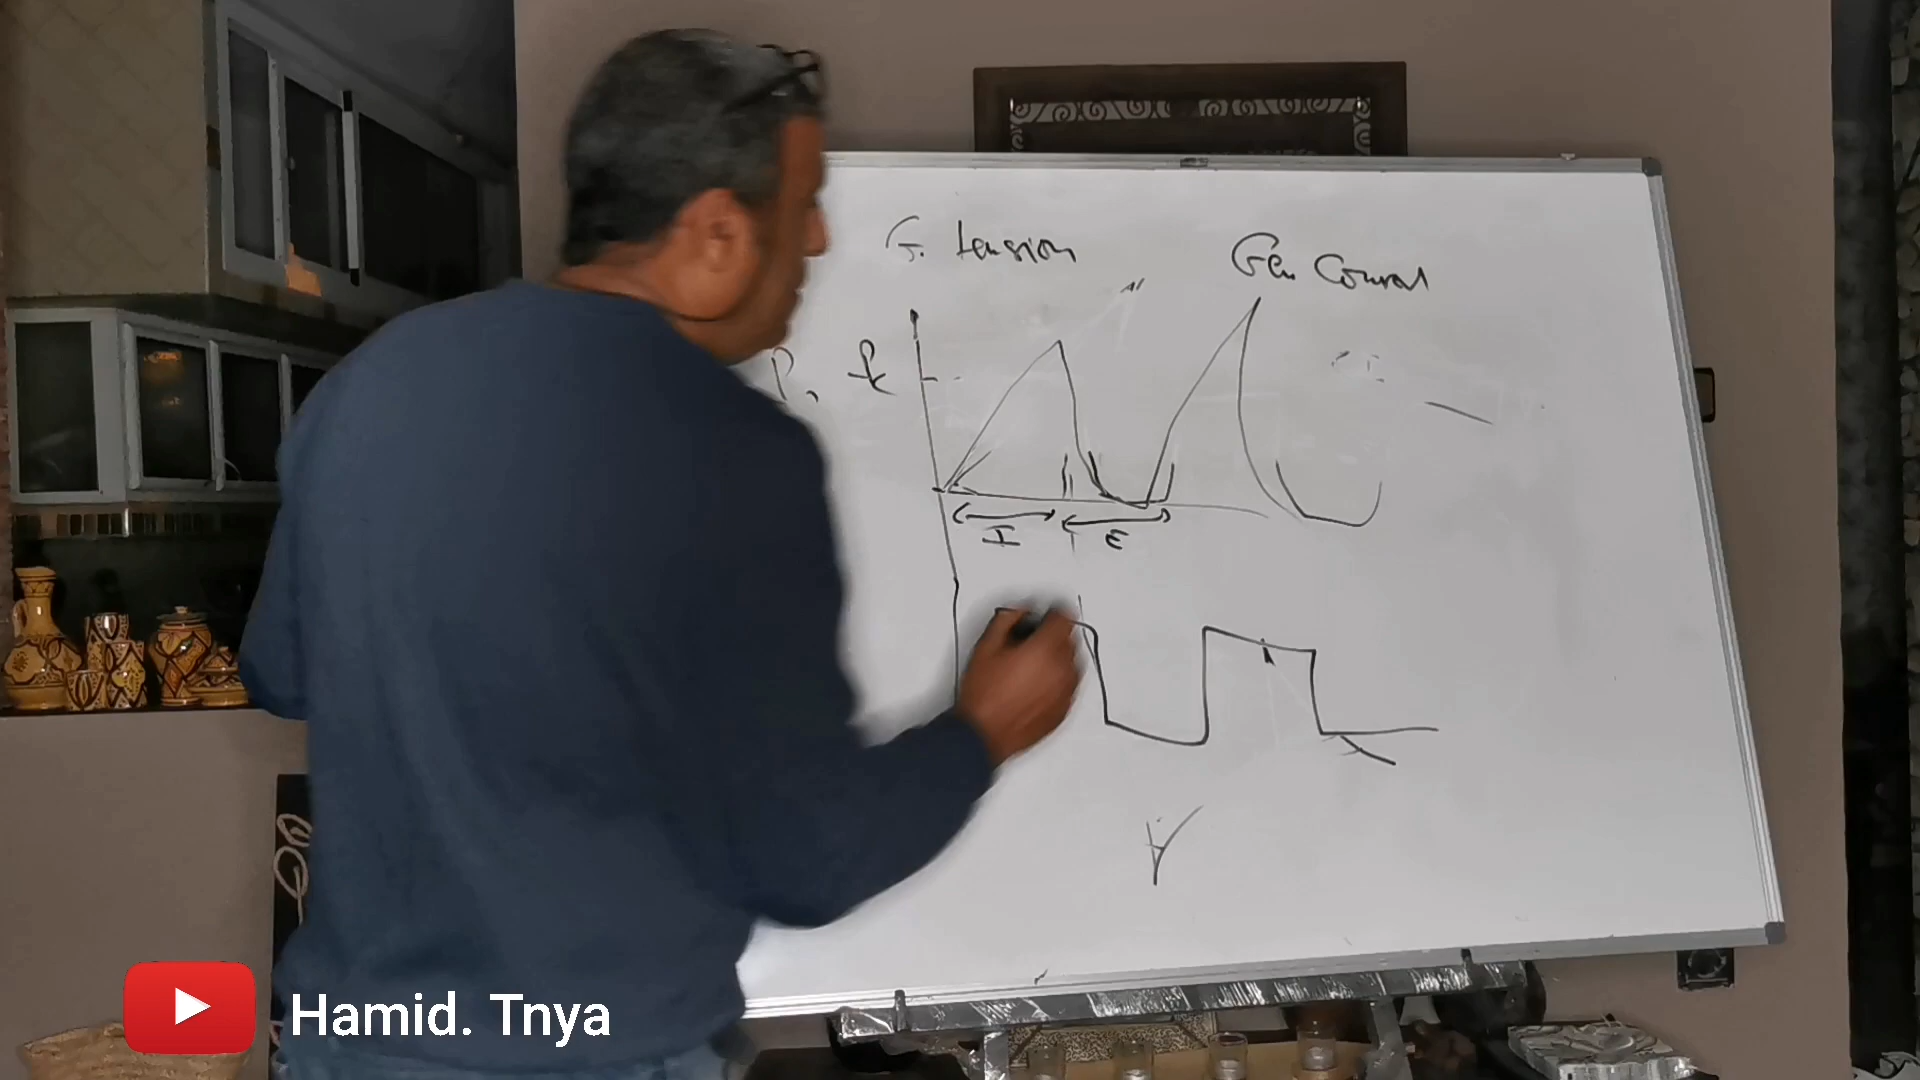 G. tension
Gen Courant
P
I
E
Hamid. Tnya